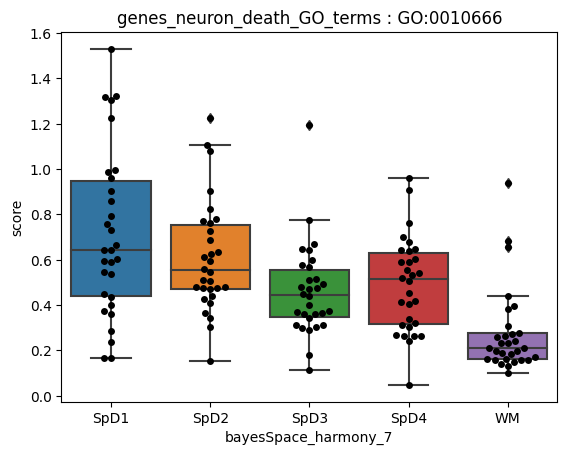 genes_neuron_death_GO_terms : GO:0010666
score
1.6
1.4
1.2
1.0
0.8
0.6
0.4
0.2
0.0
SpD1 SpD2 SpD3 SpD4 WM
bayesSpace_harmony_7